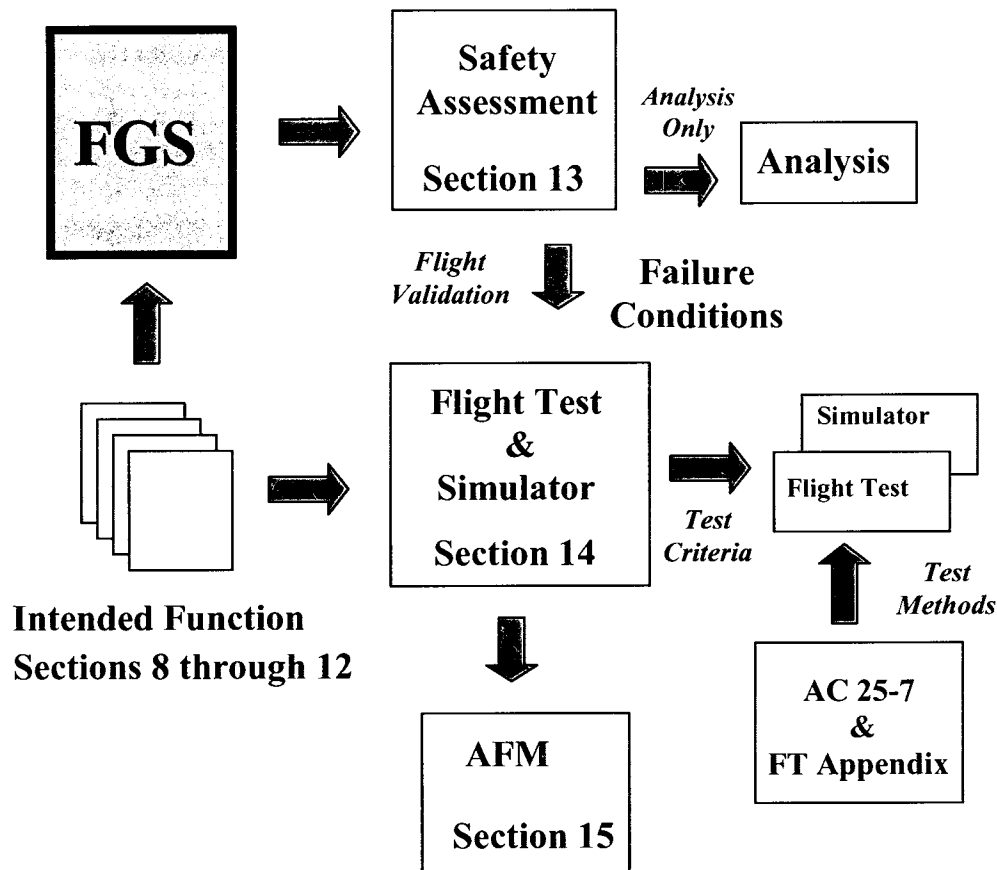 FGS
Safety
Assessment
Section 13
Analysis
Only
Analysis
Flight
Validation
Failure
Conditions
Intended Function
Sections 8 through 12
Flight Test
&
Simulator
Section 14
Test
Criteria
Simulator
Flight Test
Test
Methods
AC 25-7
&
FT Appendix
AFM
Section 15